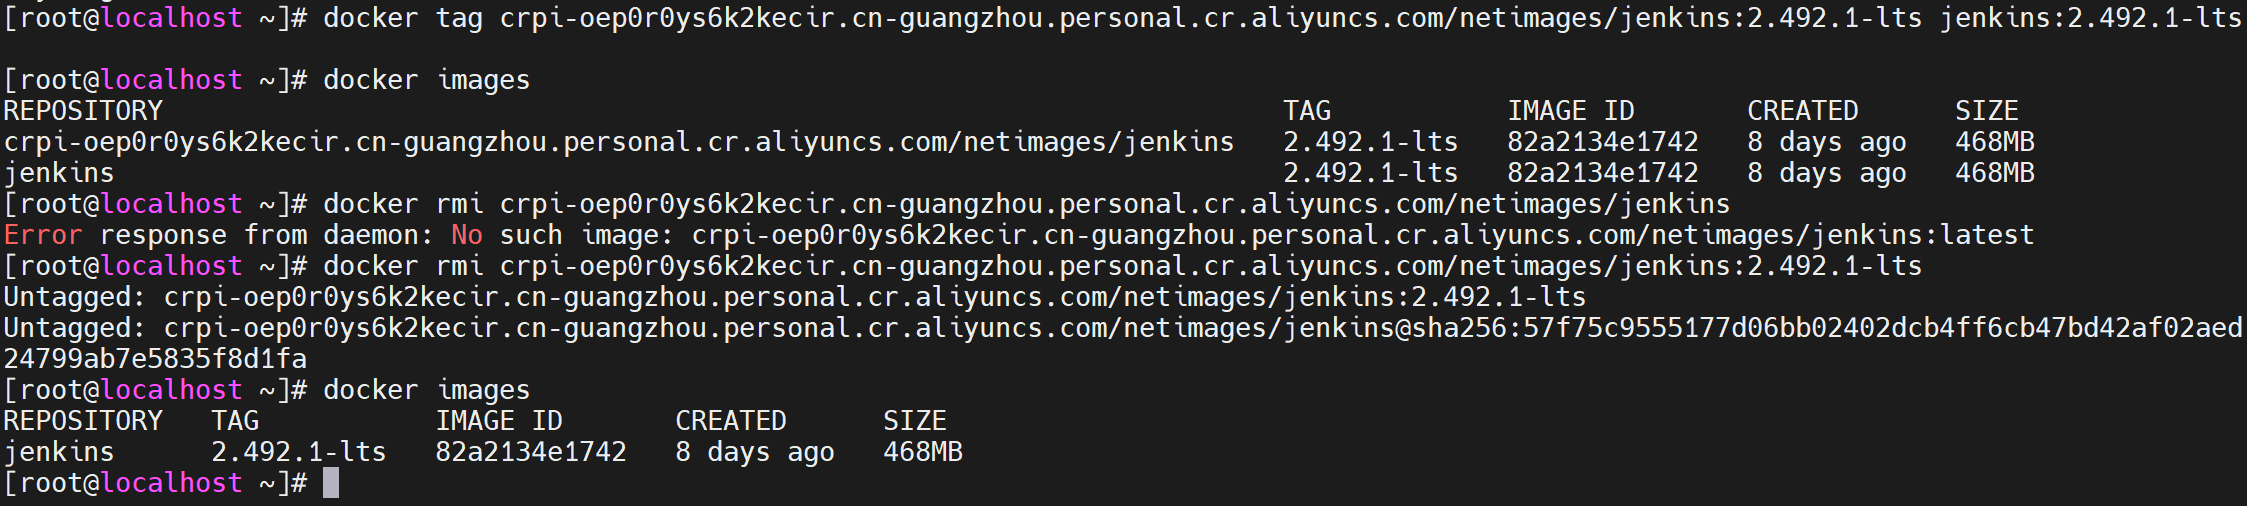 [root@localhost ~]# docker tag crpi-oep0r0ys6k2kecir.cn-guangzhou.personal.cr.aliyuncs.com/netimages/jenkins:2.492.1-lts jenkins:2.492.1-lts
[root@localhost ~]# docker images
REPOSITORY TAG IMAGE ID CREATED SIZE
crpi-oep0r0ys6k2kecir.cn-guangzhou.personal.cr.aliyuncs.com/netimages/jenkins 2.492.1-lts 82a2134e1742 8 days ago 468MB
jenkins 2.492.1-lts 82a2134e1742 8 days ago 468MB
[root@localhost ~]# docker rmi crpi-oep0r0ys6k2kecir.cn-guangzhou.personal.cr.aliyuncs.com/netimages/jenkins
Error response from daemon: No such image: crpi-oep0r0ys6k2kecir.cn-guangzhou.personal.cr.aliyuncs.com/netimages/jenkins:latest
[root@localhost ~]# docker rmi crpi-oep0r0ys6k2kecir.cn-guangzhou.personal.cr.aliyuncs.com/netimages/jenkins:2.492.1-lts
Untagged: crpi-oep0r0ys6k2kecir.cn-guangzhou.personal.cr.aliyuncs.com/netimages/jenkins:2.492.1-lts
Untagged: crpi-oep0r0ys6k2kecir.cn-guangzhou.personal.cr.aliyuncs.com/netimages/jenkins@sha256:57f75c9555177d06bb02402dcb4ff6cb47bd42af02aed
24799ab7e5835f8d1fa
[root@localhost ~]# docker images
REPOSITORY TAG IMAGE ID CREATED SIZE
jenkins 2.492.1-lts 82a2134e1742 8 days ago 468MB
[root@localhost ~]#